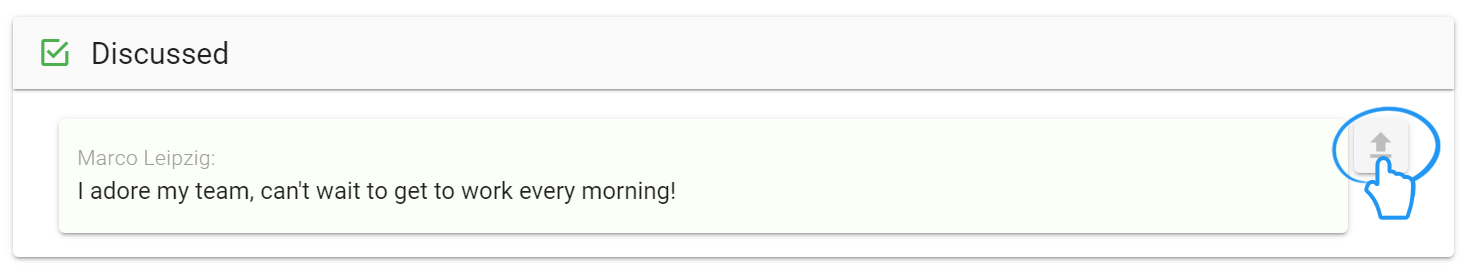 Discussed
Marco Leipzig:
I adore my team, can't wait to get to work every morning!